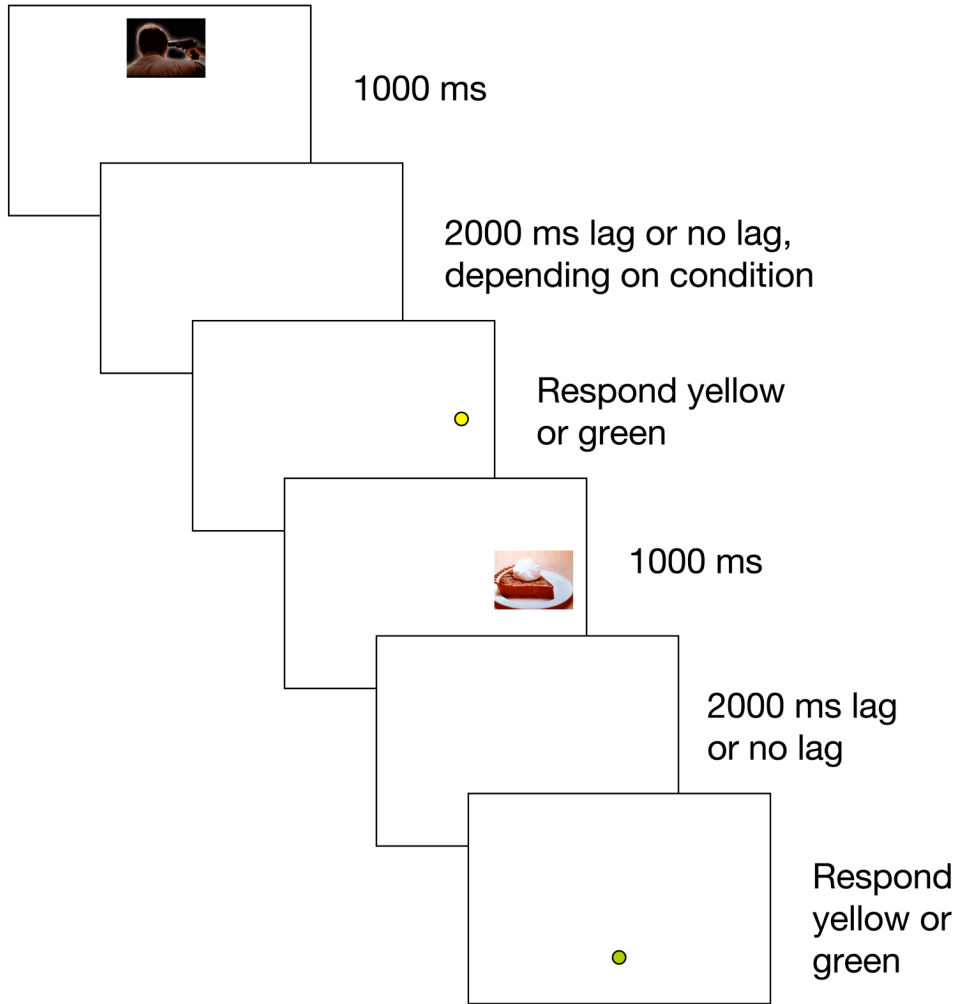 1000 ms
2000 ms lag or no lag,
depending on condition
Respond yellow
or green
1000 ms
2000 ms lag
or no lag
Respond
yellow or
green